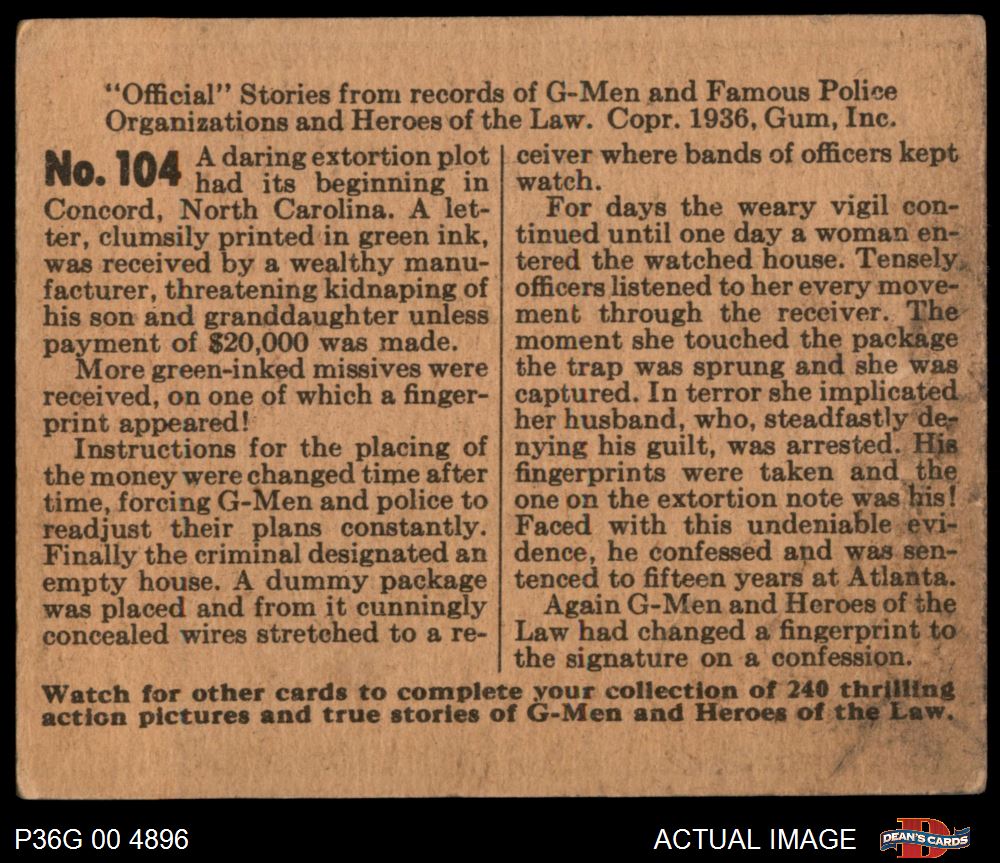 "Official" Stories from records of G-Men and Famous Police
Organizations and Heroes of the Law. Copr. 1936, Gum, Inc.
No. 104 A daring extortion plot
had its beginning in
Concord, North Carolina. A let-
ter, clumsily printed in green ink,
was received by a wealthy manu-
facturer, threatening kidnaping of
his son and granddaughter unless
payment of $20,000 was made.
More green-inked missives were
received, on one of which a finger-
print appeared!
Instructions for the placing of
the money were changed time after
time, forcing G-Men and police to
readjust their plans constantly.
Finally the criminal designated an
empty house. A dummy package
was placed and from it cunningly
concealed wires stretched to a re-
ceiver where bands of officers kept
watch.
For days the weary vigil con-
tinued until one day a woman en-
tered the watched house. Tensely
officers listened to her every move-
ment through the receiver. The
moment she touched the package
the trap was sprung and she was
captured. In terror she implicated
her husband, who, steadfastly de-
nying his guilt, was arrested. His
fingerprints were taken and the
one on the extortion note was his!
Faced with this undeniable evi-
dence, he confessed and was sen-
tenced to fifteen years at Atlanta.
Again G-Men and Heroes of the
Law had changed a fingerprint to
the signature on a confession.
Watch for other cards to complete your collection of 240 thrilling
action pictures and true stories of G-Men and Heroes of the Law.
P36G 00 4896
ACTUAL IMAGE
DEAN'S CARDS